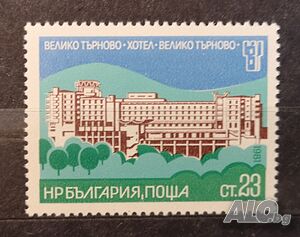 ВЕЛИКО ТЪРНОВО · ХОТЕЛ · ВЕЛИКО ТЪРНОВО ·
1981
НР БЪЛГАРИЯ, ПОЩА СТ. 23
ALO.bg